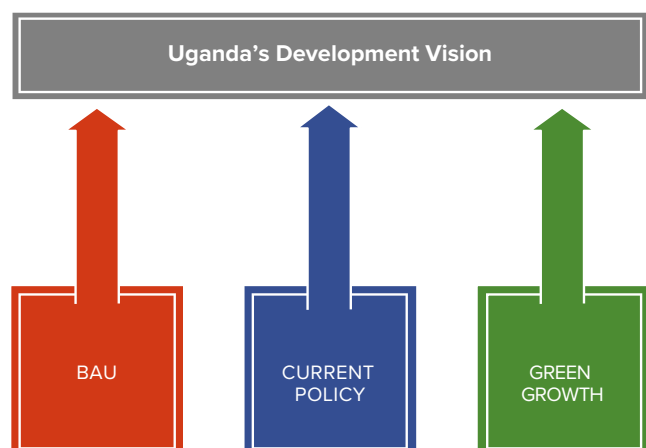 Uganda’s Development Vision
BAU
CURRENT
POLICY
GREEN
GROWTH